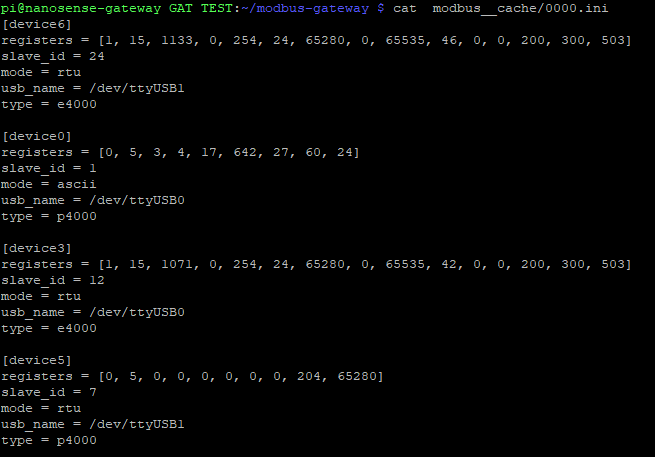 pi@nanosense-gateway GAT TEST:~/modbus-gateway $ cat  modbus__cache/0000.ini
[device6]
registers = [1, 15, 1133, 0, 254, 24, 65280, 0, 65535, 46, 0, 0, 200, 300, 503]
slave_id = 24
mode = rtu
usb_name = /dev/ttyUSB1
type = e4000

[device0]
registers = [0, 5, 3, 4, 17, 642, 27, 60, 24]
slave_id = 1
mode = ascii
usb_name = /dev/ttyUSB0
type = p4000

[device3]
registers = [1, 15, 1071, 0, 254, 24, 65280, 0, 65535, 42, 0, 0, 200, 300, 503]
slave_id = 12
mode = rtu
usb_name = /dev/ttyUSB0
type = e4000

[device5]
registers = [0, 5, 0, 0, 0, 0, 0, 0, 204, 65280]
slave_id = 7
mode = rtu
usb_name = /dev/ttyUSB1
type = p4000